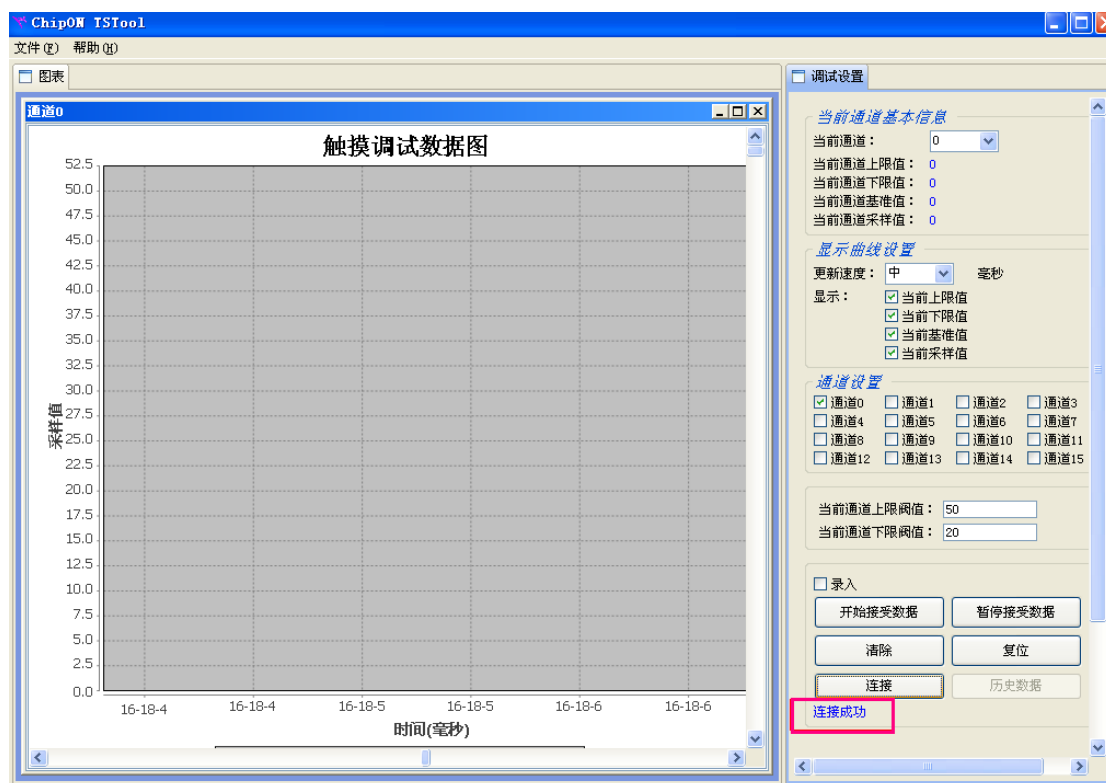 ChipON TSTool
文件(F) 帮助(H)
图表
通道0
触摸调试数据图
52.5
50.0
47.5
45.0
42.5
40.0
37.5
35.0
32.5
30.0
27.5
25.0
22.5
20.0
17.5
15.0
12.5
10.0
7.5
5.0
2.5
0.0
采样值
16-18-4 16-18-4 16-18-5 16-18-5 16-18-6 16-18-6
时间(毫秒)
调试设置
当前通道基本信息
当前通道： 0
当前通道上限值： 0
当前通道下限值： 0
当前通道基准值： 0
当前通道采样值： 0
显示曲线设置
更新速度： 中 毫秒
显示： 当前上限值
当前下限值
当前基准值
当前采样值
通道设置
通道0 通道1 通道2 通道3
通道4 通道5 通道6 通道7
通道8 通道9 通道10 通道11
通道12 通道13 通道14 通道15
当前通道上限阀值： 50
当前通道下限阀值： 20
录入
开始接受数据 暂停接受数据
清除 复位
连接 历史数据
连接成功